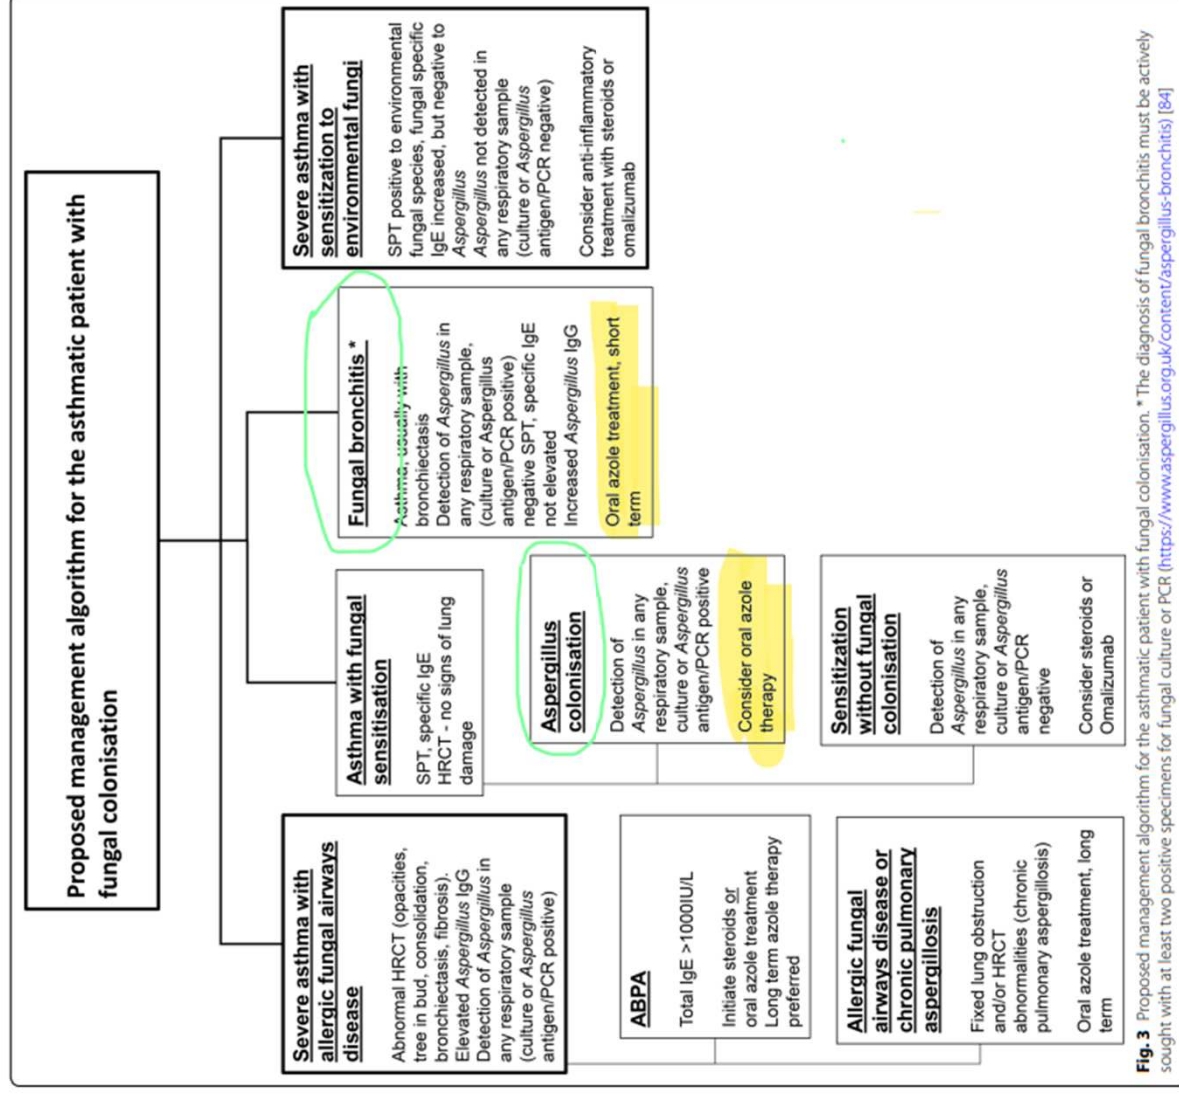 Proposed management algorithm for the asthmatic patient with
fungal colonisation
Severe asthma with
allergic fungal airways
disease
Abnormal HRCT (opacities,
tree in bud, consolidation,
bronchiectasis, fibrosis).
Elevated Aspergillus IgG
Detection of Aspergillus in
any respiratory sample
(culture or Aspergillus
antigen/PCR positive)
ABPA
Total IgE >1000IU/L
Initiate steroids or
oral azole treatment
Long term azole therapy
preferred
Allergic fungal
airways disease or
chronic pulmonary
aspergillosis
Fixed lung obstruction
and/or HRCT
abnormalities (chronic
pulmonary aspergillosis)
Oral azole treatment, long
term
Asthma with fungal
sensitisation
SPT, specific IgE
HRCT - no signs of lung
damage
Aspergillus
colonisation
Detection of
Aspergillus in any
respiratory sample,
culture or Aspergillus
antigen/PCR positive
Consider oral azole
therapy
Sensitization
without fungal
colonisation
Detection of
Aspergillus in any
respiratory sample,
culture or Aspergillus
antigen/PCR
negative
Consider steroids or
Omalizumab
Fungal bronchitis *
Asthma, usually with
bronchiectasis
Detection of Aspergillus in
any respiratory sample,
(culture or Aspergillus
antigen/PCR positive)
negative SPT, specific IgE
not elevated
Increased Aspergillus IgG
Oral azole treatment, short
term
Severe asthma with
sensitization to
environmental fungi
SPT positive to environmental
fungal species, fungal specific
IgE increased, but negative to
Aspergillus
Aspergillus not detected in
any respiratory sample
(culture or Aspergillus
antigen/PCR negative)
Consider anti-inflammatory
treatment with steroids or
omalizumab
Fig. 3 Proposed management algorithm for the asthmatic patient with fungal colonisation. * The diagnosis of fungal bronchitis must be actively
sought with at least two positive specimens for fungal culture or PCR (https://www.aspergillus.org.uk/content/aspergillus-bronchitis) [84]